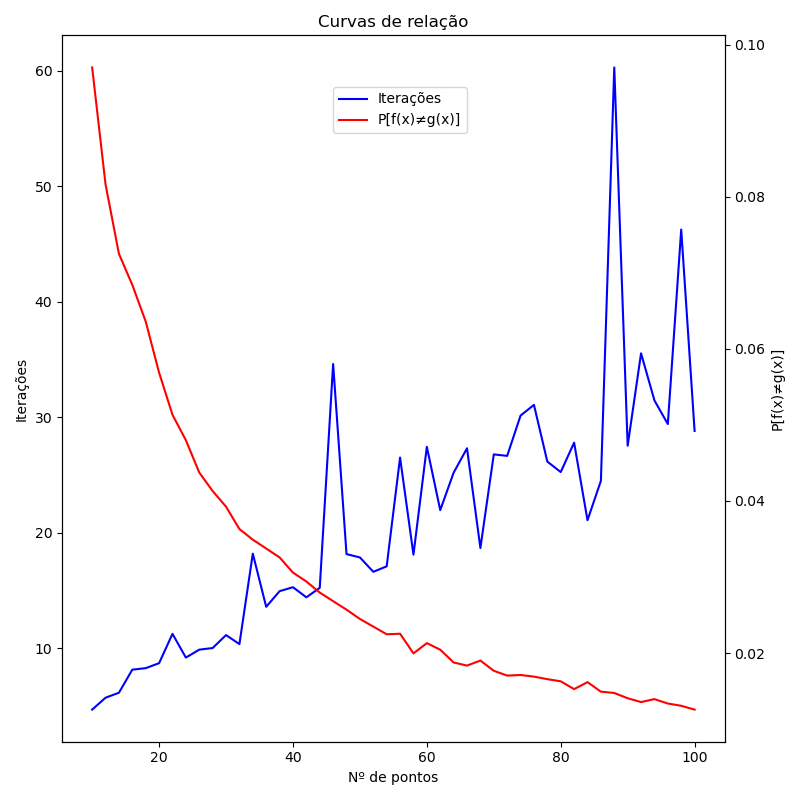 Curvas de relação
Iterações
P[f(x)≠g(x)]
60
50
40
30
20
10
Iterações
0.10
0.08
0.06
0.04
0.02
P[f(x)≠g(x)]
20 40 60 80 100
Nº de pontos